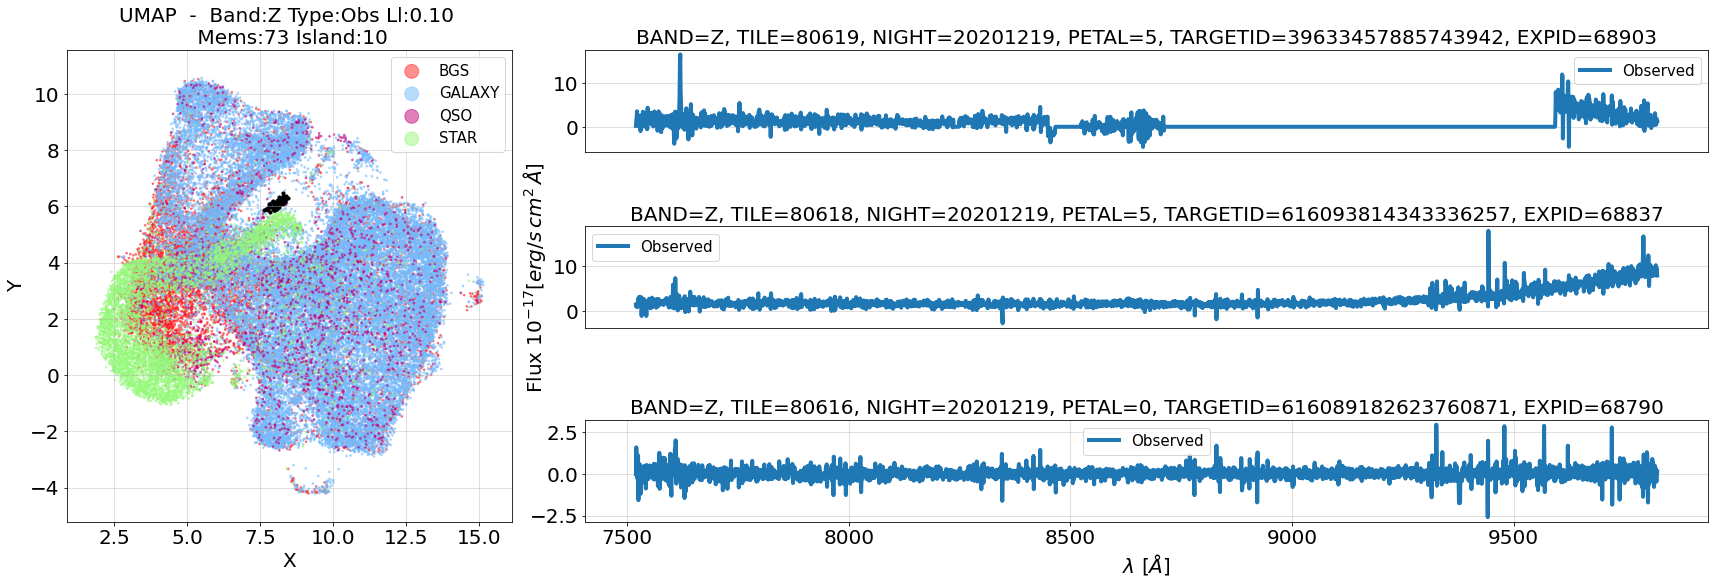 UMAP  -  Band:Z Type:Obs Ll:0.10
Mems:73 Island:10
BGS
GALAXY
QSO
STAR
10
8
6
4
2
0
−2
−4
Y
2.5
5.0
7.5
10.0
12.5
15.0
X
Flux 10⁻¹⁷[erg/s cm² Å]
BAND=Z, TILE=80619, NIGHT=20201219, PETAL=5, TARGETID=39633457885743942, EXPID=68903
Observed
10
0
BAND=Z, TILE=80618, NIGHT=20201219, PETAL=5, TARGETID=616093814343336257, EXPID=68837
Observed
10
0
BAND=Z, TILE=80616, NIGHT=20201219, PETAL=0, TARGETID=616089182623760871, EXPID=68790
Observed
2.5
0.0
−2.5
7500
8000
8500
9000
9500
λ [Å]